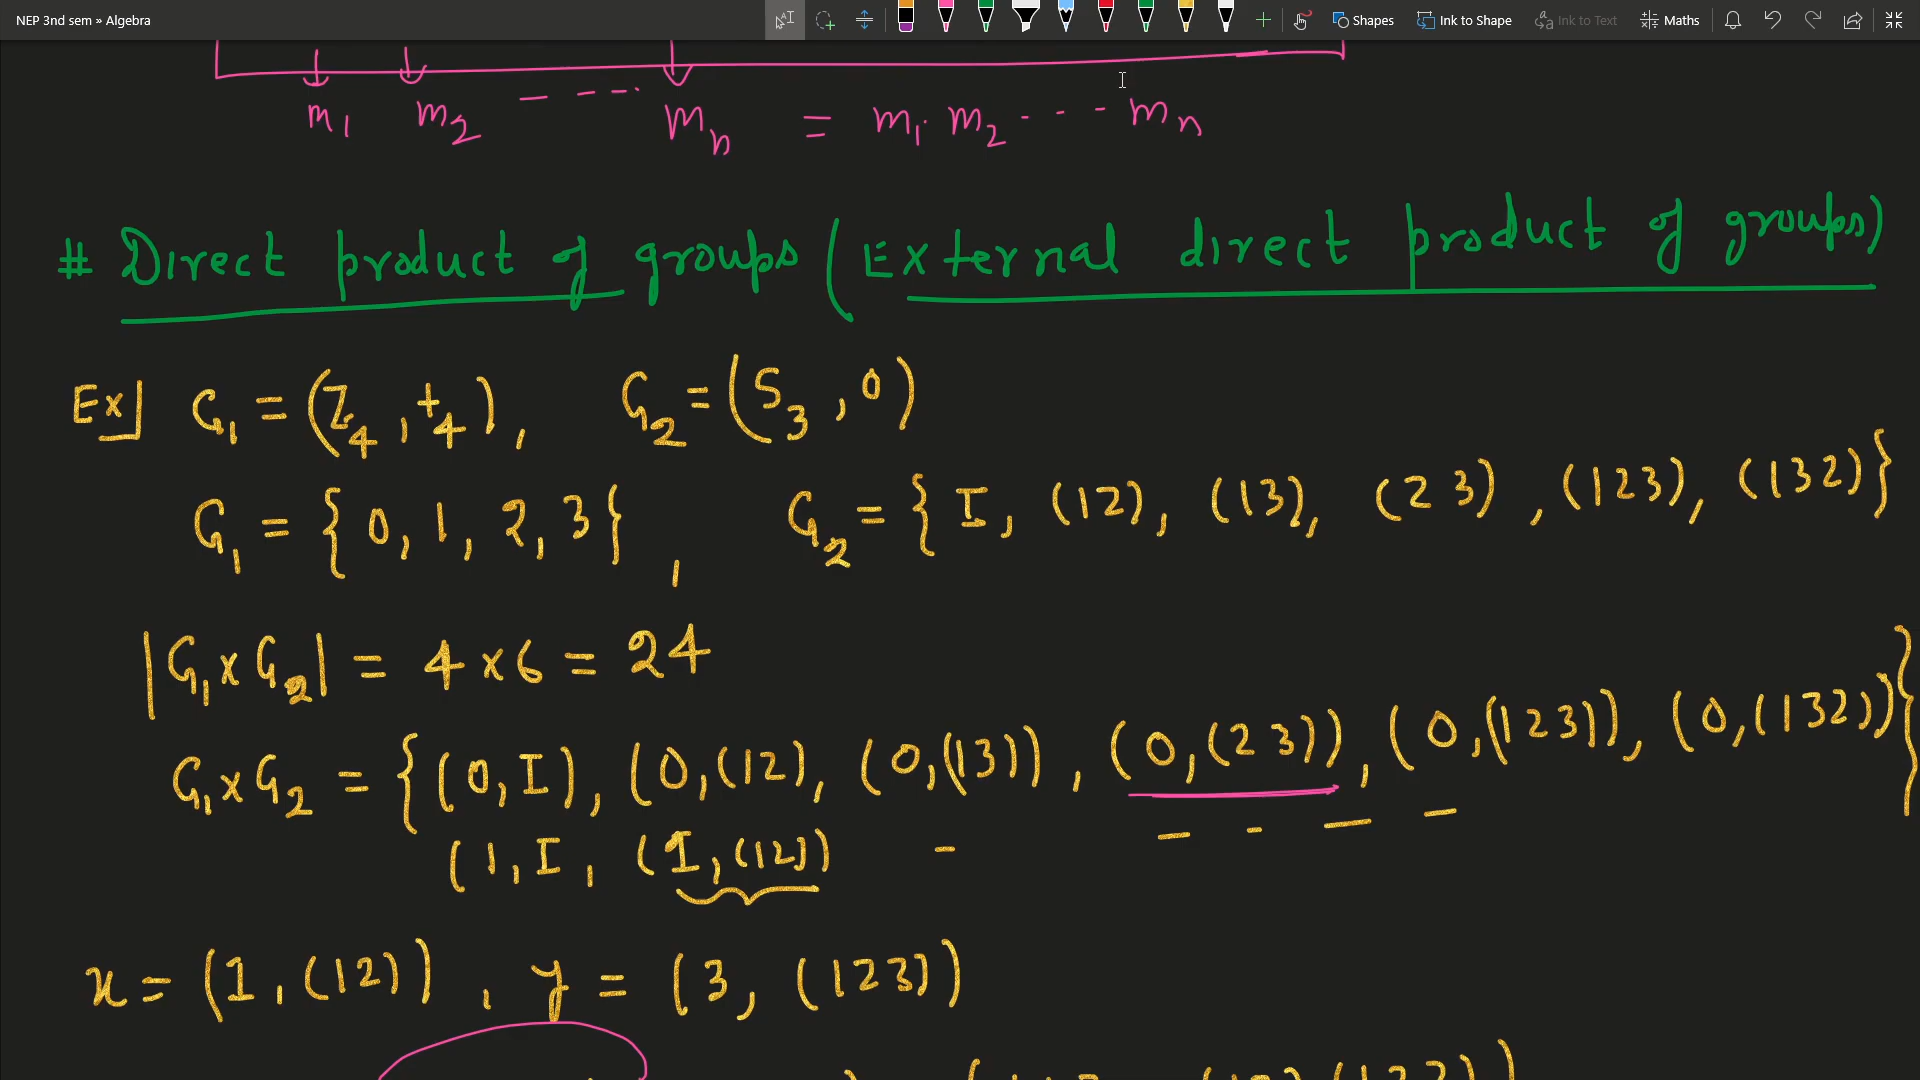 NEP 3nd sem » Algebra
Shapes Ink to Shape Ink to Text Maths
m₁ m₂ - - - - . mₙ = m₁ . m₂ . . . - mₙ
# Direct product of groups (External direct product of groups)
Ex] G₁ = (Z₄, +₄), G₂ = (S₃, o)
G₁ = {0, 1, 2, 3}, G₂ = {I, (12), (13), (23), (123), (132)}
|G₁×G₂| = 4×6 = 24
G₁×G₂ = {(0, I), (0,(12), (0,(13)), (0,(23)), (0,(123)), (0,(132))}
(1, I, (1,(12)) - - - - -
x = (1, (12)), y = (3, (123))